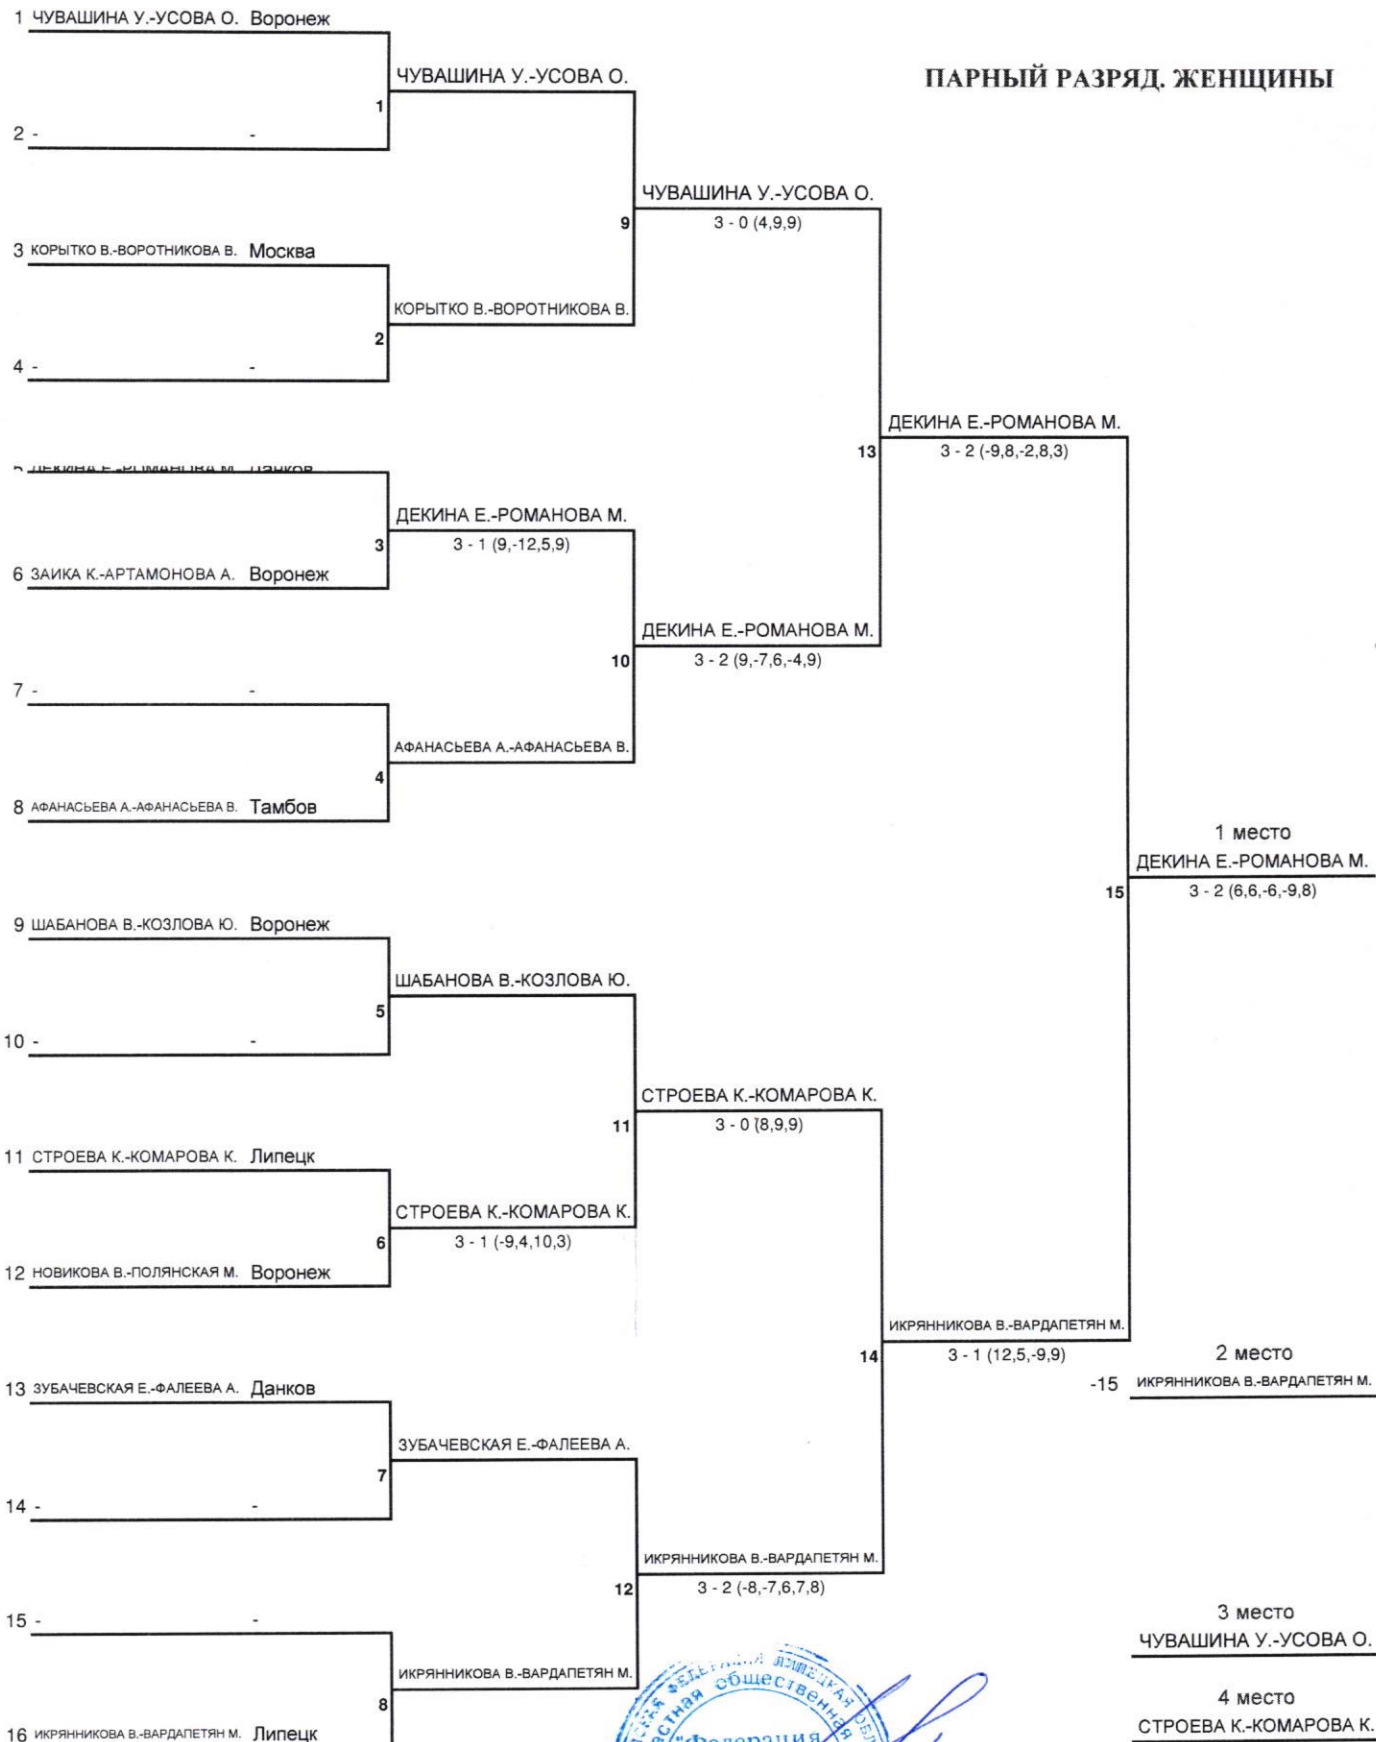 ПАРНЫЙ РАЗРЯД. ЖЕНЩИНЫ
1 ЧУВАШИНА У.-УСОВА О. Воронеж
ЧУВАШИНА У.-УСОВА О.
1
2 - -
ЧУВАШИНА У.-УСОВА О.
9 3 - 0 (4,9,9)
3 КОРЫТКО В.-ВОРОТНИКОВА В. Москва
КОРЫТКО В.-ВОРОТНИКОВА В.
2
4 - -
ДЕКИНА Е.-РОМАНОВА М.
13 3 - 2 (-9,8,-2,8,3)
5 ДЕКИНА Е.-РОМАНОВА М. Данков
ДЕКИНА Е.-РОМАНОВА М.
3 3 - 1 (9,-12,5,9)
6 ЗАИКА К.-АРТАМОНОВА А. Воронеж
ДЕКИНА Е.-РОМАНОВА М.
10 3 - 2 (9,-7,6,-4,9)
7 - -
АФАНАСЬЕВА А.-АФАНАСЬЕВА В.
4
8 АФАНАСЬЕВА А.-АФАНАСЬЕВА В. Тамбов
1 место
ДЕКИНА Е.-РОМАНОВА М.
15 3 - 2 (6,6,-6,-9,8)
9 ШАБАНОВА В.-КОЗЛОВА Ю. Воронеж
ШАБАНОВА В.-КОЗЛОВА Ю.
5
10 - -
СТРОЕВА К.-КОМАРОВА К.
11 3 - 0 (8,9,9)
11 СТРОЕВА К.-КОМАРОВА К. Липецк
СТРОЕВА К.-КОМАРОВА К.
6 3 - 1 (-9,4,10,3)
12 НОВИКОВА В.-ПОЛЯНСКАЯ М. Воронеж
ИКРЯННИКОВА В.-ВАРДАПЕТЯН М.
14 3 - 1 (12,5,-9,9)
2 место
-15 ИКРЯННИКОВА В.-ВАРДАПЕТЯН М.
13 ЗУБАЧЕВСКАЯ Е.-ФАЛЕЕВА А. Данков
ЗУБАЧЕВСКАЯ Е.-ФАЛЕЕВА А.
7
14 - -
ИКРЯННИКОВА В.-ВАРДАПЕТЯН М.
12 3 - 2 (-8,-7,6,7,8)
15 - -
3 место
ЧУВАШИНА У.-УСОВА О.
ИКРЯННИКОВА В.-ВАРДАПЕТЯН М.
8
4 место
СТРОЕВА К.-КОМАРОВА К.
16 ИКРЯННИКОВА В.-ВАРДАПЕТЯН М. Липецк
ЛИПЕЦКАЯ
общественная
"Федерация